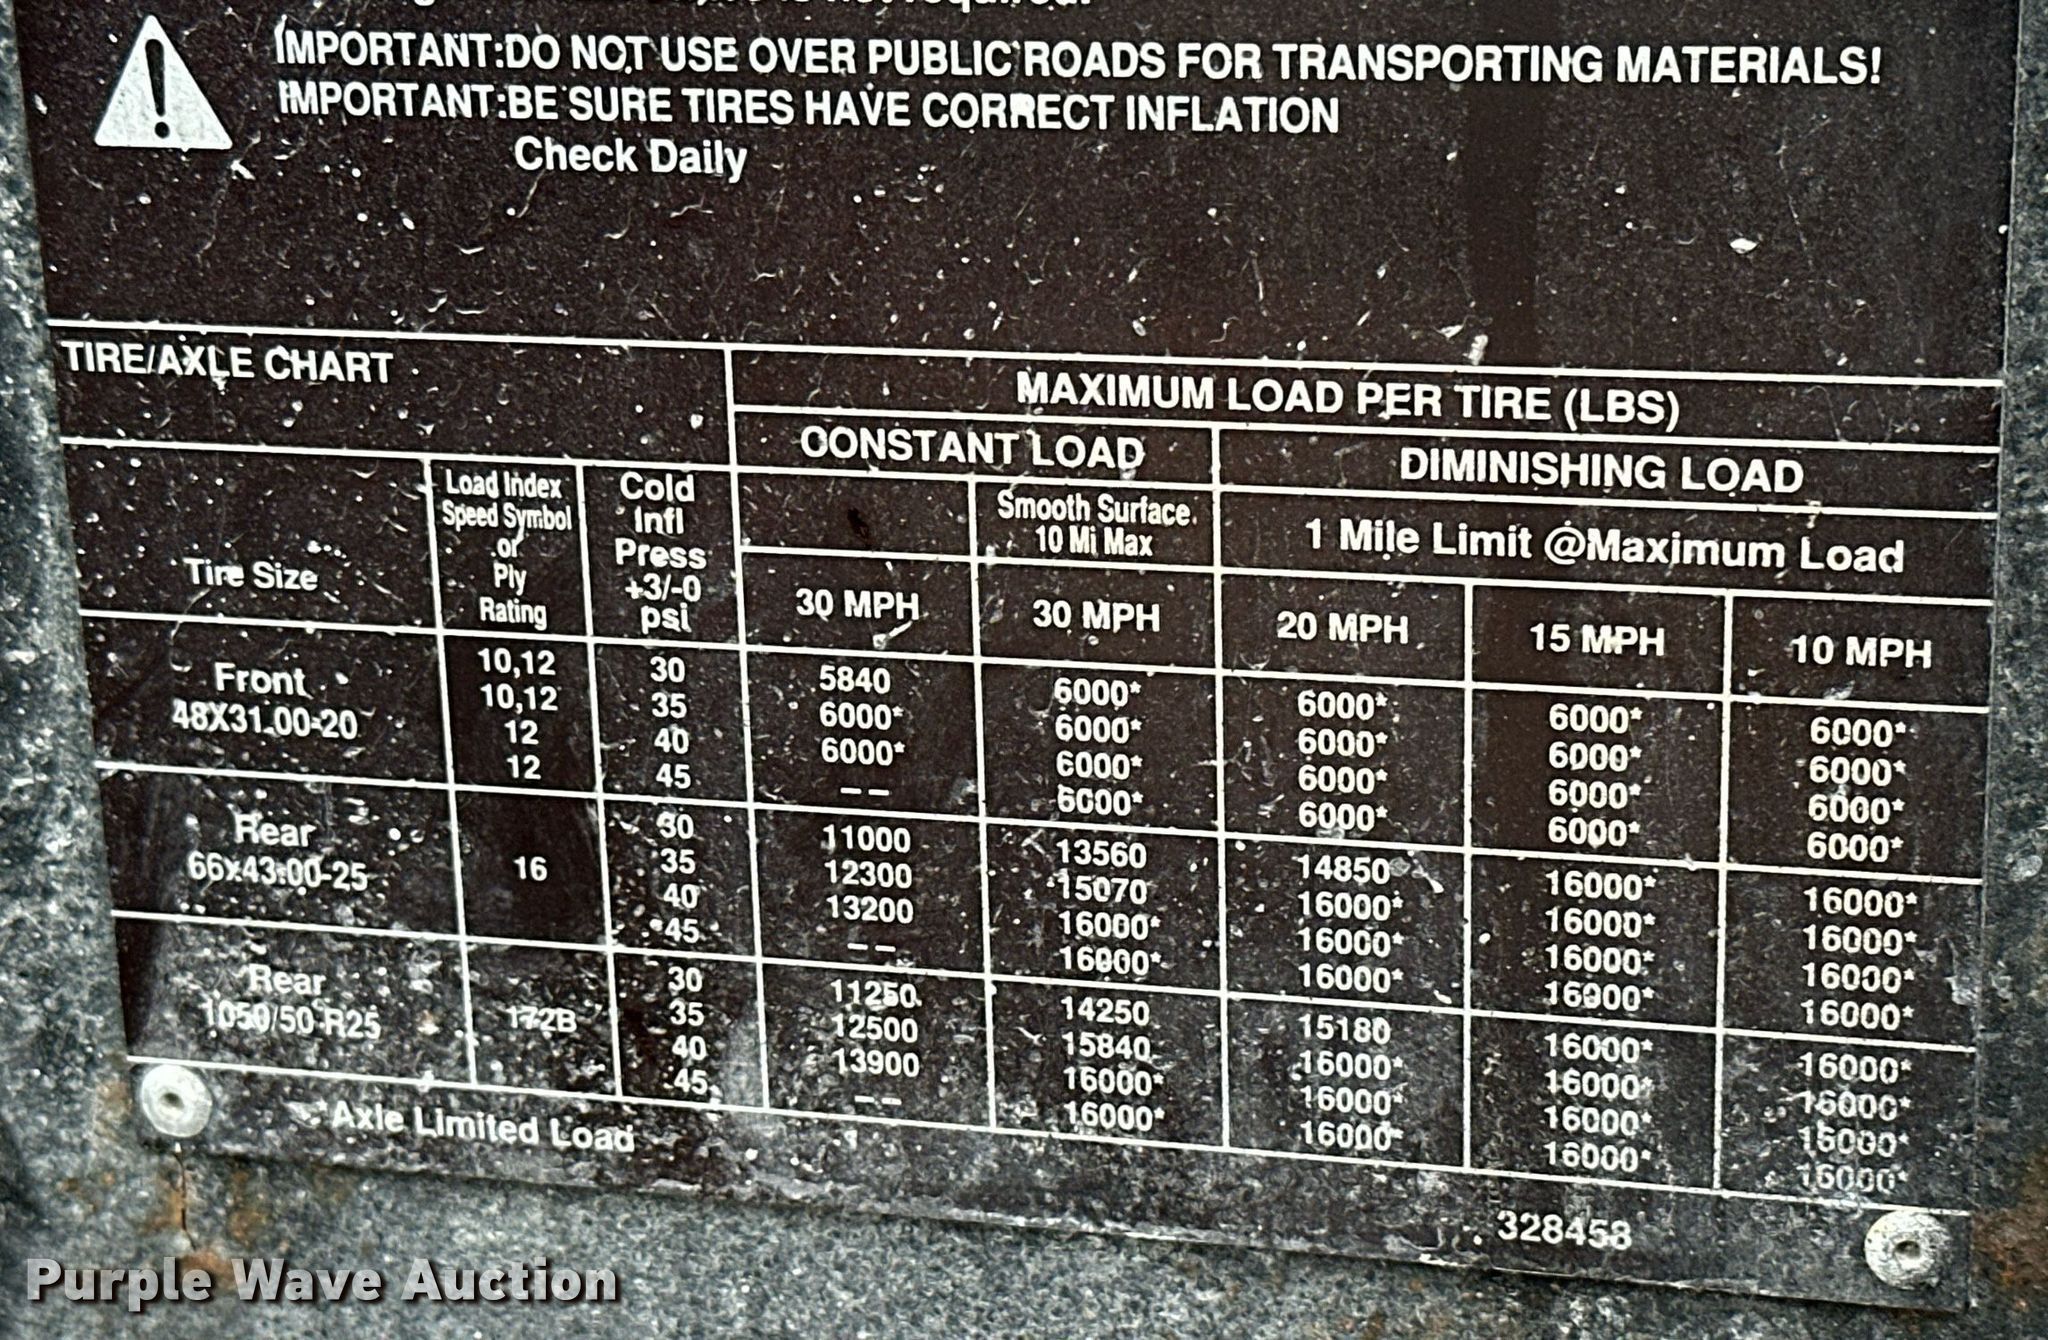 is not required.
IMPORTANT:DO NOT USE OVER PUBLIC ROADS FOR TRANSPORTING MATERIALS!
IMPORTANT:BE SURE TIRES HAVE CORRECT INFLATION
Check Daily
TIRE/AXLE CHART
MAXIMUM LOAD PER TIRE (LBS)
CONSTANT LOAD DIMINISHING LOAD
Tire Size
Load Index
Speed Symbol
or
Ply
Rating
Cold
Infl
Press
+3/-0
psi
Smooth Surface
10 Mi Max
1 Mile Limit @Maximum Load
30 MPH 30 MPH 20 MPH 15 MPH 10 MPH
Front
48X31.00-20
10,12 30 5840 6000* 6000* 6000* 6000*
10,12 35 6000* 6000* 6000* 6000* 6000*
12 40 6000* 6000* 6000* 6000* 6000*
12 45 -- 6000* 6000* 6000* 6000*
Rear
66x43.00-25
16
30 11000 13560 14850 16000* 16000*
35 12300 15070 16000* 16000* 16000*
40 13200 16000* 16000* 16000* 16000*
45 -- 16000* 16000* 16000* 16000*
Rear
1050/50 R25
172B
30 11250 14250 15180 16000* 16000*
35 12500 15840 16000* 16000* 16000*
40 13900 16000* 16000* 16000* 16000*
45 -- 16000* 16000* 16000* 16000*
*Axle Limited Load
328458
Purple Wave Auction